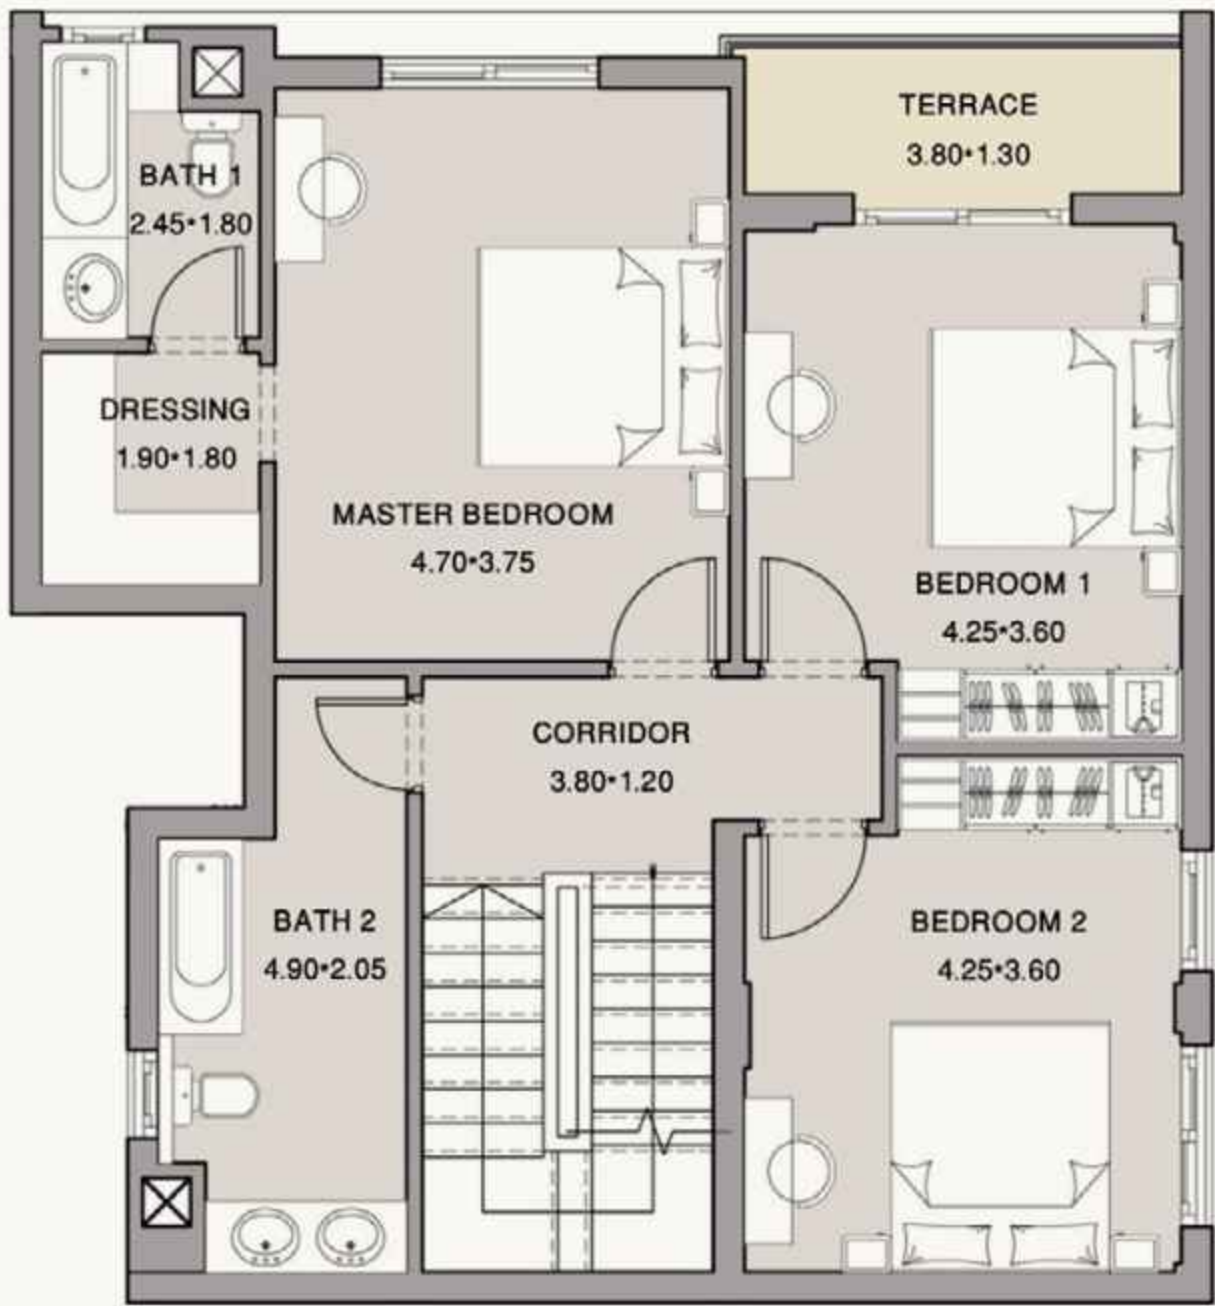 TERRACE
3.80*1.30
BATH 1
2.45*1.80
DRESSING
1.90*1.80
MASTER BEDROOM
4.70*3.75
BEDROOM 1
4.25*3.60
CORRIDOR
3.80*1.20
BATH 2
4.90*2.05
BEDROOM 2
4.25*3.60